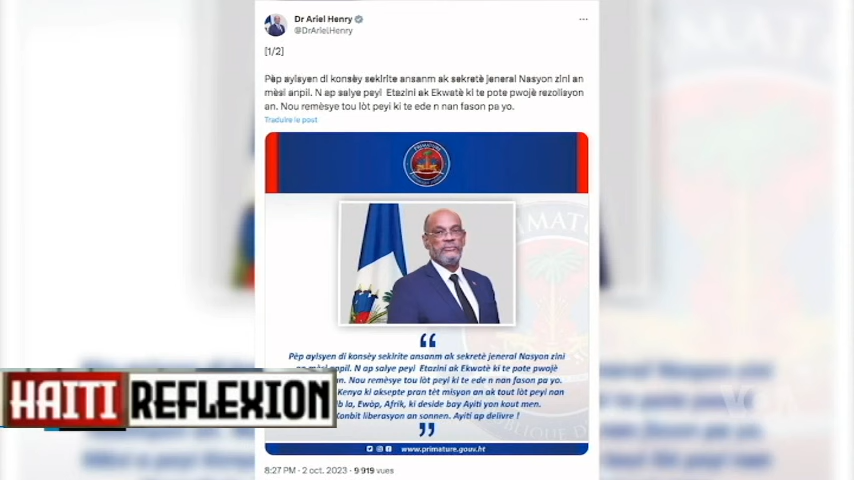 Dr Ariel Henry
@DrArielHenry
[1/2]
Pèp ayisyen di konsèy sekirite ansanm ak sekretè jeneral Nasyon zini an
mèsi anpil. N ap salye peyi Etazini ak Ekwatè ki te pote pwojè rezolisyon
an. Nou remèsye tou lòt peyi ki te ede n nan fason pa yo.
Traduire le post
PRIMATURE
PRIMATURE
Pèp ayisyen di konsèy sekirite ansanm ak sekretè jeneral Nasyon zini
anpil. N ap salye peyi Etazini ak Ekwatè ki te pote pwojè
an. Nou remèsye tou lòt peyi ki te ede n nan fason pa yo.
Kenya ki aksepte pran tèt misyon an ak tout lòt peyi nan
la, Ewòp, Afrik, ki deside bay Ayiti yon kout men.
Konbit liberasyon an sonnen. Ayiti ap delivre !
www.primature.gouv.ht
8:27 PM · 2 oct. 2023 · 9 919 vues
HAITI REFLEXION